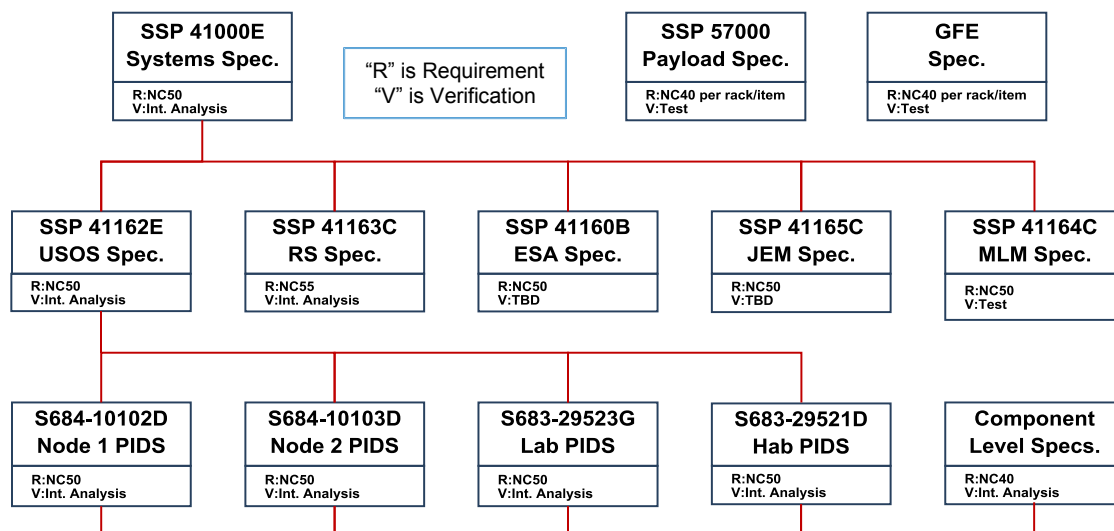 SSP 41000E
Systems Spec.
R:NC50
V:Int. Analysis
“R” is Requirement
“V” is Verification
SSP 57000
Payload Spec.
R:NC40 per rack/item
V:Test
GFE
Spec.
R:NC40 per rack/item
V:Test
SSP 41162E
USOS Spec.
R:NC50
V:Int. Analysis
SSP 41163C
RS Spec.
R:NC55
V:Int. Analysis
SSP 41160B
ESA Spec.
R:NC50
V:TBD
SSP 41165C
JEM Spec.
R:NC50
V:TBD
SSP 41164C
MLM Spec.
R:NC50
V:Test
S684-10102D
Node 1 PIDS
R:NC50
V:Int. Analysis
S684-10103D
Node 2 PIDS
R:NC50
V:Int. Analysis
S683-29523G
Lab PIDS
R:NC50
V:Int. Analysis
S683-29521D
Hab PIDS
R:NC50
V:Int. Analysis
Component
Level Specs.
R:NC40
V:Int. Analysis